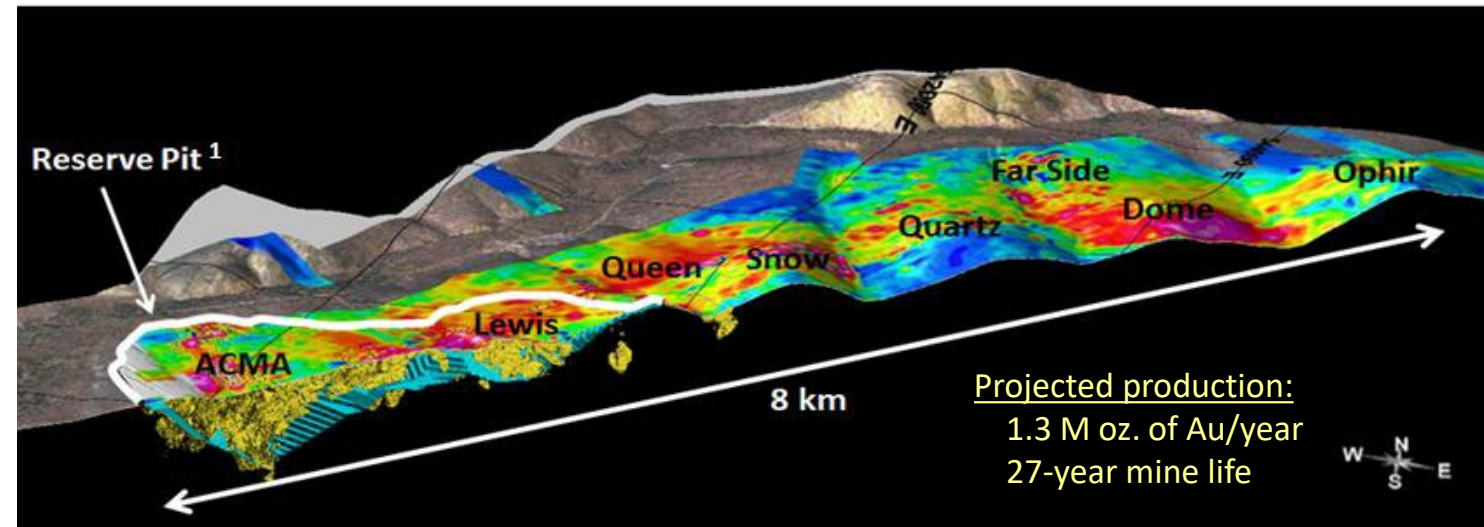 Reserve Pit 1
Far Side
Ophir
Dome
Quartz
Queen
Snow
Lewis
ACMA
8 km
Projected production:
1.3 M oz. of Au/year
27-year mine life
N
W
E
S